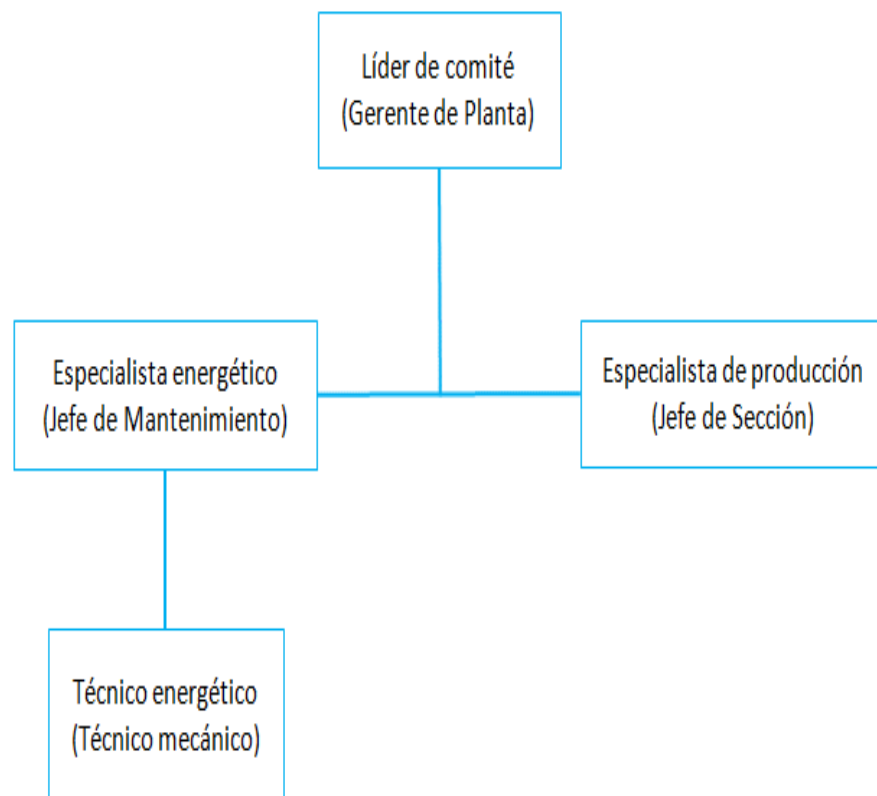 Líder de comité
(Gerente de Planta)
Especialista energético
(Jefe de Mantenimiento)
Especialista de producción
(Jefe de Sección)
Técnico energético
(Técnico mecánico)